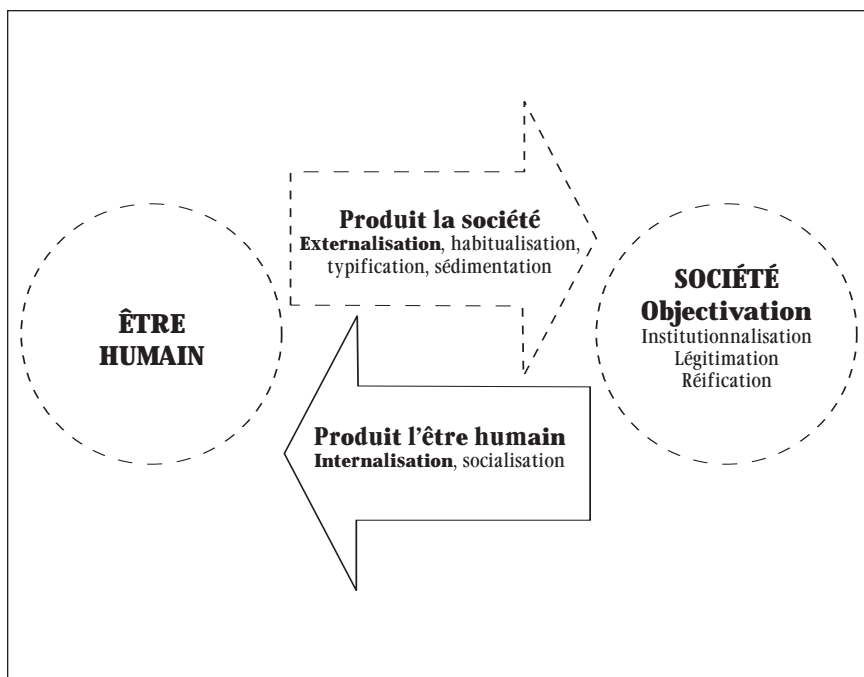 Produit la société
Externalisation, habitualisation,
typification, sédimentation
ÊTRE
HUMAIN
SOCIÉTÉ
Objectivation
Institutionnalisation
Légitimation
Réification
Produit l'être humain
Internalisation, socialisation